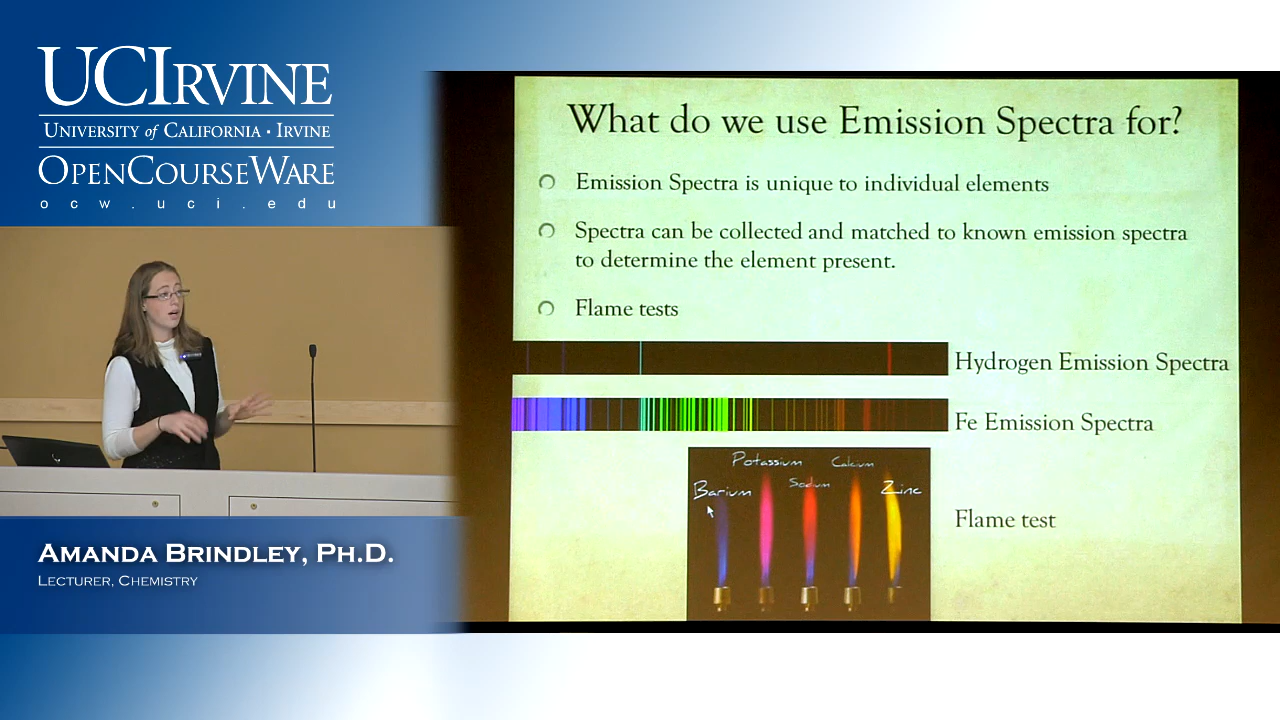 UCIRVINE
UNIVERSITY of CALIFORNIA · IRVINE
OPENCOURSEWARE
ocw.uci.edu
AMANDA BRINDLEY, PH.D.
LECTURER, CHEMISTRY
What do we use Emission Spectra for?
Emission Spectra is unique to individual elements
Spectra can be collected and matched to known emission spectra
to determine the element present.
Flame tests
Hydrogen Emission Spectra
Fe Emission Spectra
Potassium
Calcium
Sodium
Barium
Zinc
Flame test